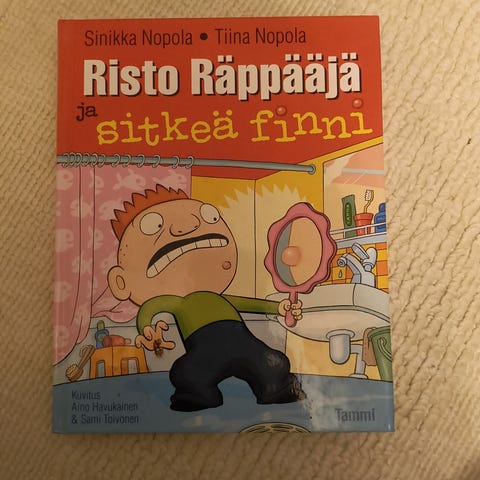 Sinikka Nopola • Tiina Nopola
Risto Räppääjä
ja
sitkeä finni
Kuvitus
Aino Havukainen
& Sami Toivonen
Tammi